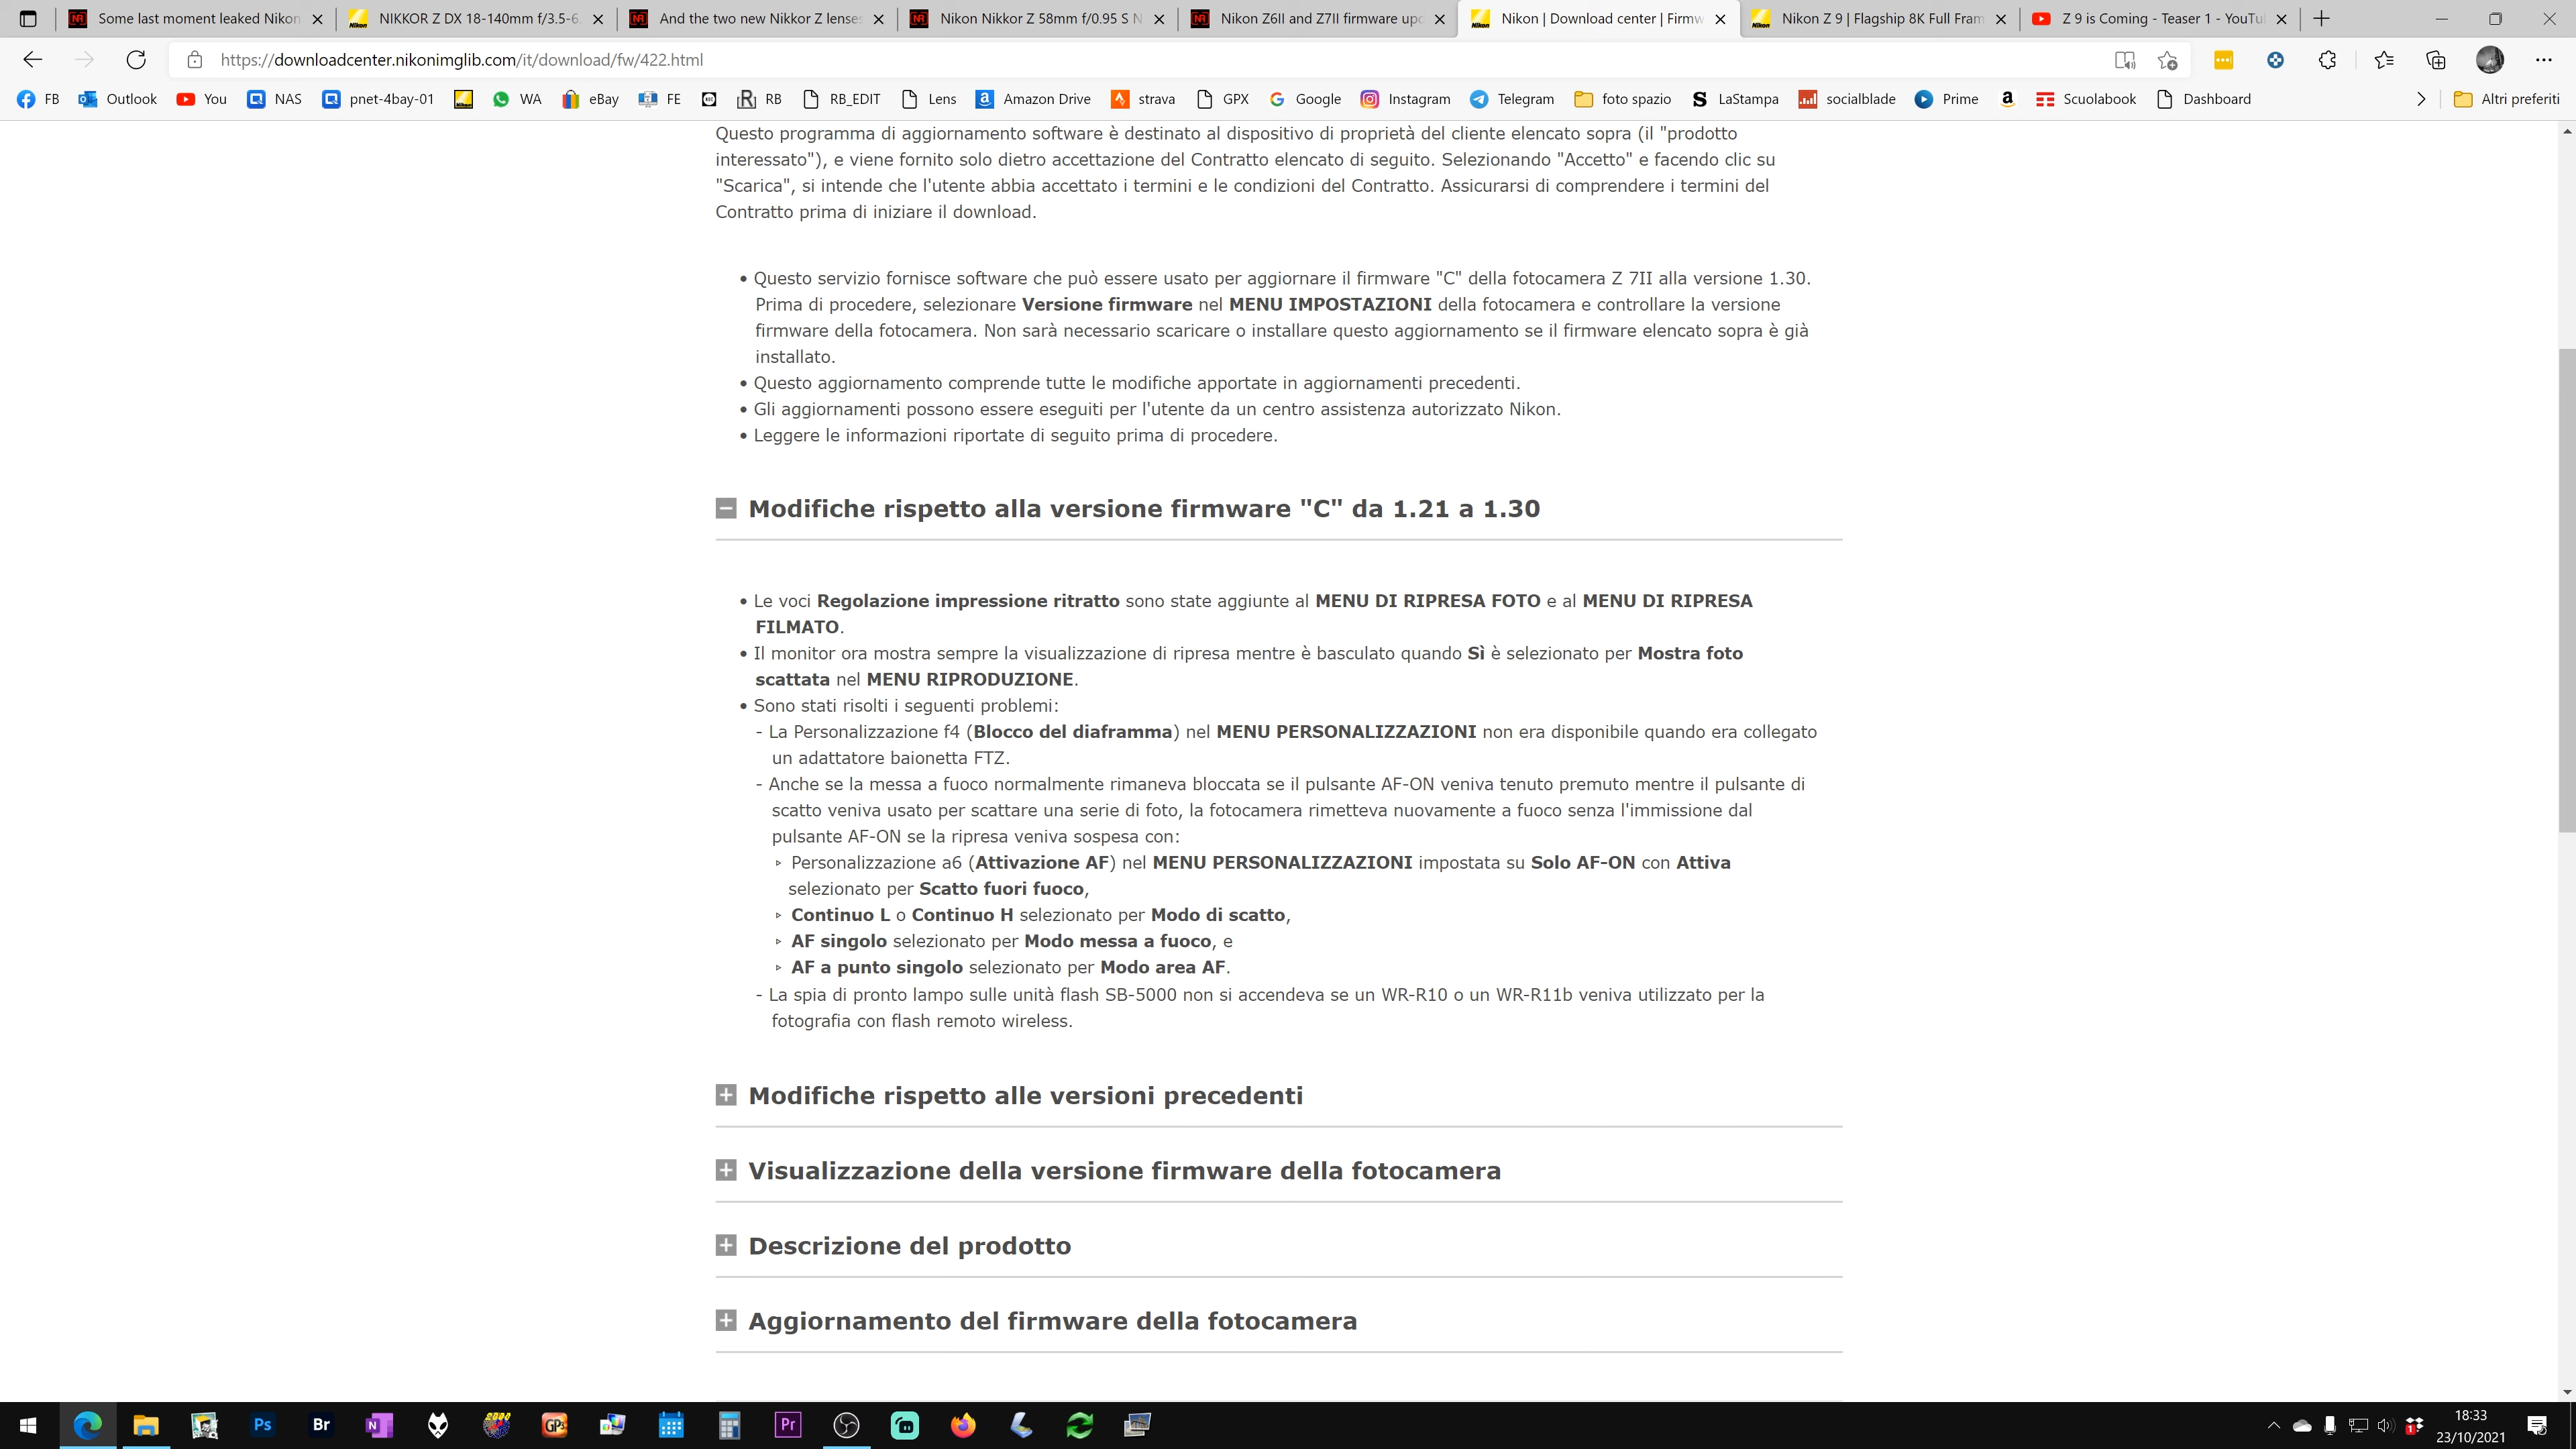 Some last moment leaked Nikon
NIKKOR Z DX 18-140mm f/3.5-6.
And the two new Nikkor Z lenses
Nikon Nikkor Z 58mm f/0.95 S N
Nikon Z6II and Z7II firmware upd
Nikon | Download center | Firmw
Nikon Z 9 | Flagship 8K Full Fram
Z 9 is Coming - Teaser 1 - YouTu
https://downloadcenter.nikonimglib.com/it/download/fw/422.html
FB Outlook You NAS pnet-4bay-01 WA eBay FE RB RB_EDIT Lens Amazon Drive strava GPX Google Instagram Telegram foto spazio LaStampa socialblade Prime Scuolabook Dashboard Altri preferiti
Questo programma di aggiornamento software è destinato al dispositivo di proprietà del cliente elencato sopra (il "prodotto
interessato"), e viene fornito solo dietro accettazione del Contratto elencato di seguito. Selezionando "Accetto" e facendo clic su
"Scarica", si intende che l'utente abbia accettato i termini e le condizioni del Contratto. Assicurarsi di comprendere i termini del
Contratto prima di iniziare il download.
• Questo servizio fornisce software che può essere usato per aggiornare il firmware "C" della fotocamera Z 7II alla versione 1.30.
Prima di procedere, selezionare Versione firmware nel MENU IMPOSTAZIONI della fotocamera e controllare la versione
firmware della fotocamera. Non sarà necessario scaricare o installare questo aggiornamento se il firmware elencato sopra è già
installato.
• Questo aggiornamento comprende tutte le modifiche apportate in aggiornamenti precedenti.
• Gli aggiornamenti possono essere eseguiti per l'utente da un centro assistenza autorizzato Nikon.
• Leggere le informazioni riportate di seguito prima di procedere.
Modifiche rispetto alla versione firmware "C" da 1.21 a 1.30
• Le voci Regolazione impressione ritratto sono state aggiunte al MENU DI RIPRESA FOTO e al MENU DI RIPRESA
FILMATO.
• Il monitor ora mostra sempre la visualizzazione di ripresa mentre è basculato quando Sì è selezionato per Mostra foto
scattata nel MENU RIPRODUZIONE.
• Sono stati risolti i seguenti problemi:
- La Personalizzazione f4 (Blocco del diaframma) nel MENU PERSONALIZZAZIONI non era disponibile quando era collegato
un adattatore baionetta FTZ.
- Anche se la messa a fuoco normalmente rimaneva bloccata se il pulsante AF-ON veniva tenuto premuto mentre il pulsante di
scatto veniva usato per scattare una serie di foto, la fotocamera rimetteva nuovamente a fuoco senza l'immissione dal
pulsante AF-ON se la ripresa veniva sospesa con:
▹ Personalizzazione a6 (Attivazione AF) nel MENU PERSONALIZZAZIONI impostata su Solo AF-ON con Attiva
selezionato per Scatto fuori fuoco,
▹ Continuo L o Continuo H selezionato per Modo di scatto,
▹ AF singolo selezionato per Modo messa a fuoco, e
▹ AF a punto singolo selezionato per Modo area AF.
- La spia di pronto lampo sulle unità flash SB-5000 non si accendeva se un WR-R10 o un WR-R11b veniva utilizzato per la
fotografia con flash remoto wireless.
Modifiche rispetto alle versioni precedenti
Visualizzazione della versione firmware della fotocamera
Descrizione del prodotto
Aggiornamento del firmware della fotocamera
Ps Br N GP3 Pr
18:33
23/10/2021